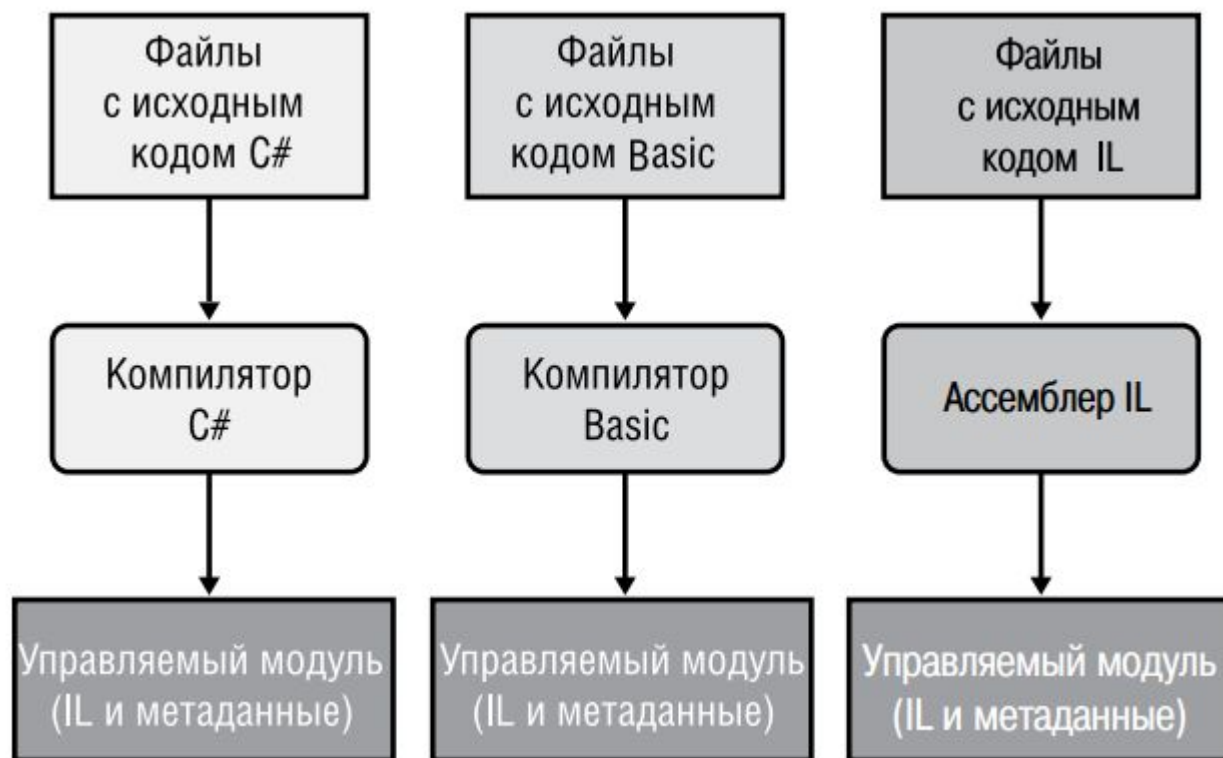 Файлы
с исходным
кодом C#
Файлы
с исходным
кодом Basic
Файлы
с исходным
кодом IL
Компилятор
C#
Компилятор
Basic
Ассемблер IL
Управляемый модуль
(IL и метаданные)
Управляемый модуль
(IL и метаданные)
Управляемый модуль
(IL и метаданные)